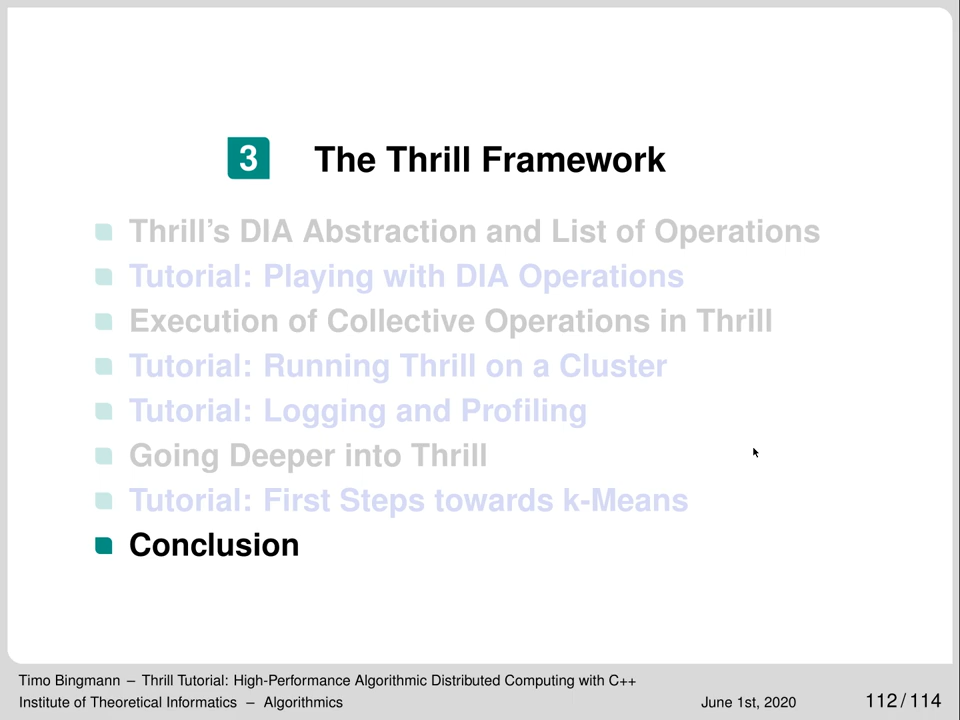 3 The Thrill Framework
Thrill's DIA Abstraction and List of Operations
Tutorial: Playing with DIA Operations
Execution of Collective Operations in Thrill
Tutorial: Running Thrill on a Cluster
Tutorial: Logging and Profiling
Going Deeper into Thrill
Tutorial: First Steps towards k-Means
Conclusion
Timo Bingmann – Thrill Tutorial: High-Performance Algorithmic Distributed Computing with C++
Institute of Theoretical Informatics – Algorithmics June 1st, 2020 112 / 114